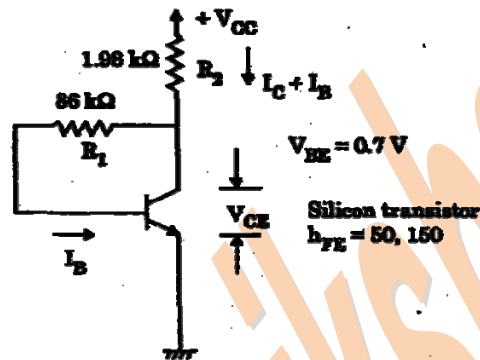 + V_CC
1.98 kΩ
R_2
I_C + I_B
86 kΩ
R_1
V_BE = 0.7 V
V_CE
Silicon transistor
h_FE = 50, 150
I_B